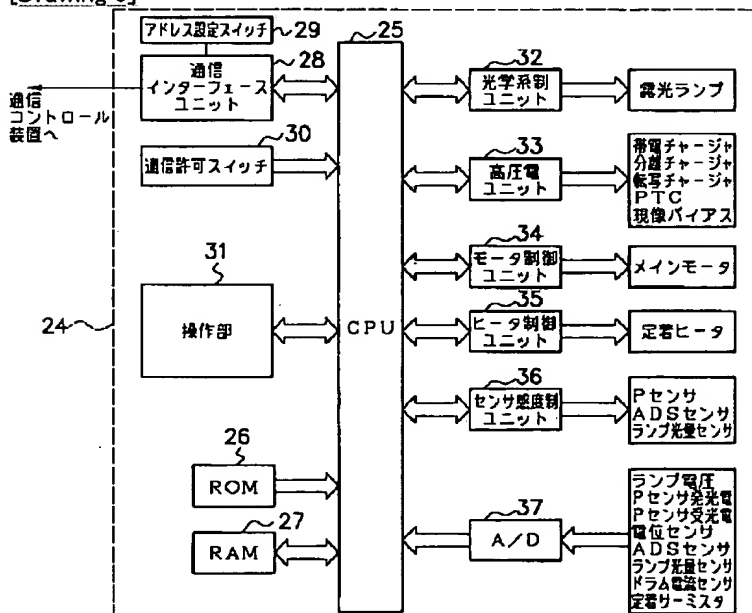 アドレス設定スイッチ
29
25
通信
インターフェース
ユニット
28
通信
コントロール
装置へ
30
通信許可スイッチ
31
操作部
24
CPU
26
ROM
27
RAM
32
光学系制
ユニット
露光ランプ
33
高圧電
ユニット
帯電チャージャ
分離チャージャ
転写チャージャ
PTC
現像バイアス
34
モータ制御
ユニット
メインモータ
35
ヒータ制御
ユニット
定着ヒータ
36
センサ感度制
ユニット
Pセンサ
ADSセンサ
ランプ光量センサ
37
A/D
ランプ電圧
Pセンサ発光電
Pセンサ受光電
電位センサ
ADSセンサ
ランプ光量センサ
ドラム電流センサ
定着サーミスタ